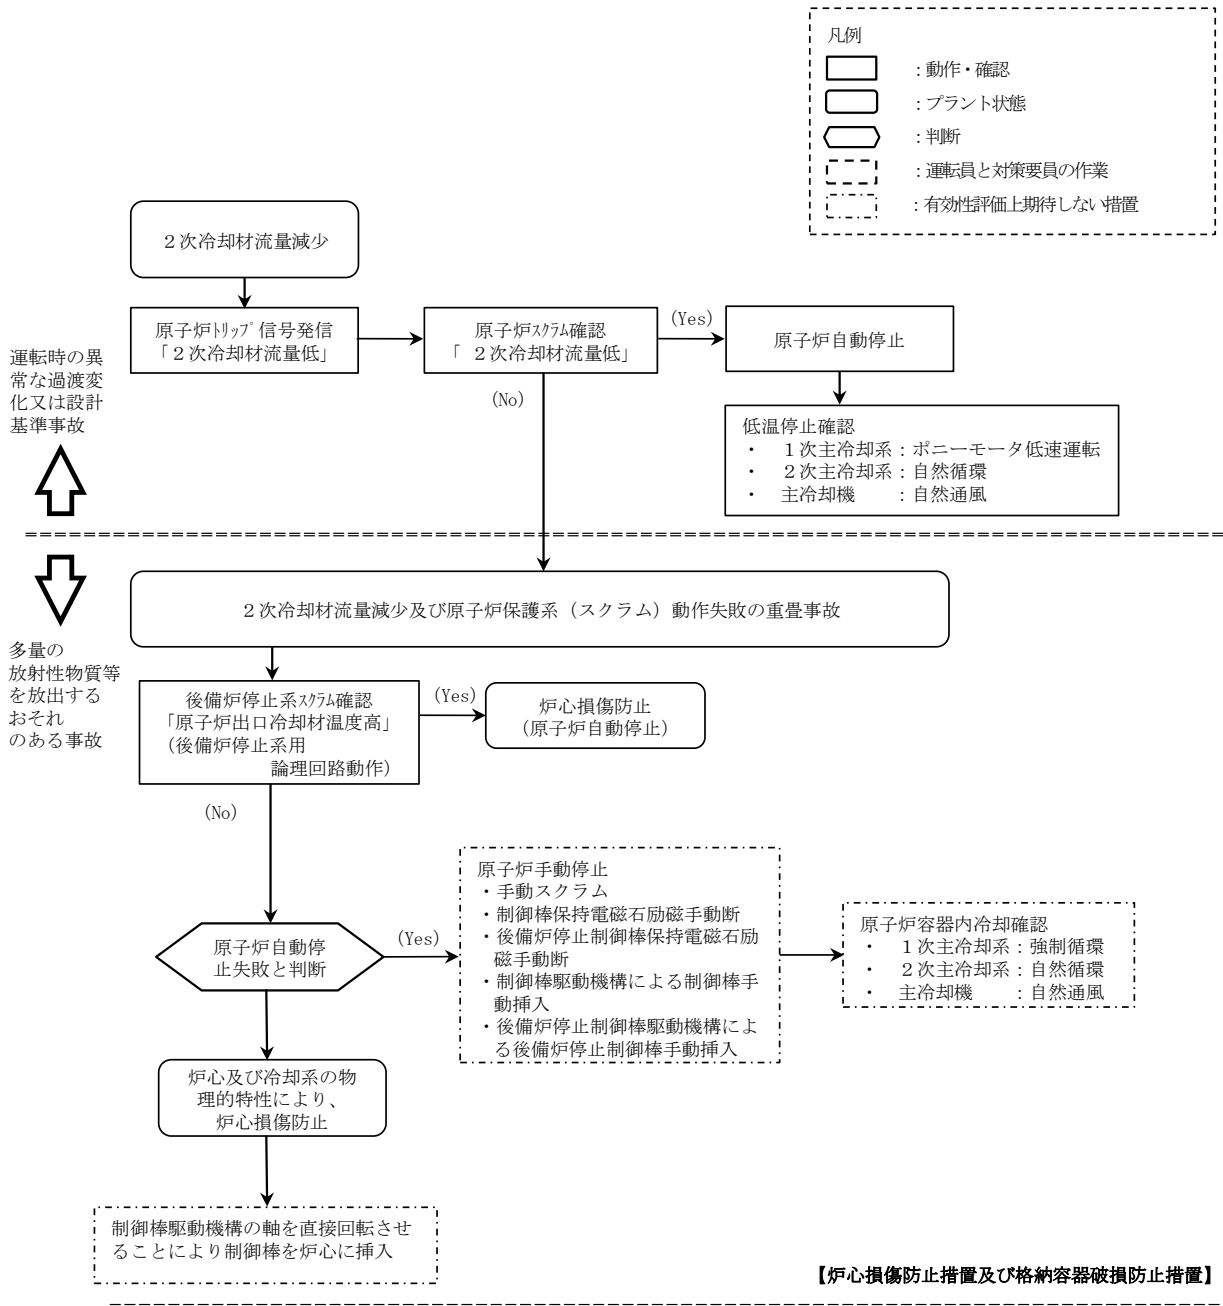 凡例
：動作・確認
：プラント状態
：判断
：運転員と対策要員の作業
：有効性評価上期待しない措置
２次冷却材流量減少
原子炉ﾄﾘｯﾌﾟ信号発信
「２次冷却材流量低」
原子炉ｽｸﾗﾑ確認
「 ２次冷却材流量低」
(Yes)
原子炉自動停止
(No)
運転時の異
常な過渡変
化又は設計
基準事故
低温停止確認
・ １次主冷却系：ポニーモータ低速運転
・ ２次主冷却系：自然循環
・ 主冷却機 ：自然通風
２次冷却材流量減少及び原子炉保護系（スクラム）動作失敗の重畳事故
多量の
放射性物質等
を放出する
おそれ
のある事故
後備炉停止系ｽｸﾗﾑ確認
「原子炉出口冷却材温度高」
（後備炉停止系用
論理回路動作）
(Yes)
炉心損傷防止
（原子炉自動停止）
(No)
原子炉自動停
止失敗と判断
(Yes)
原子炉手動停止
・手動スクラム
・制御棒保持電磁石励磁手動断
・後備炉停止制御棒保持電磁石励
磁手動断
・制御棒駆動機構による制御棒手
動挿入
・後備炉停止制御棒駆動機構によ
る後備炉停止制御棒手動挿入
原子炉容器内冷却確認
・ １次主冷却系：強制循環
・ ２次主冷却系：自然循環
・ 主冷却機 ：自然通風
炉心及び冷却系の物
理的特性により、
炉心損傷防止
制御棒駆動機構の軸を直接回転させ
ることにより制御棒を炉心に挿入
【炉心損傷防止措置及び格納容器破損防止措置】